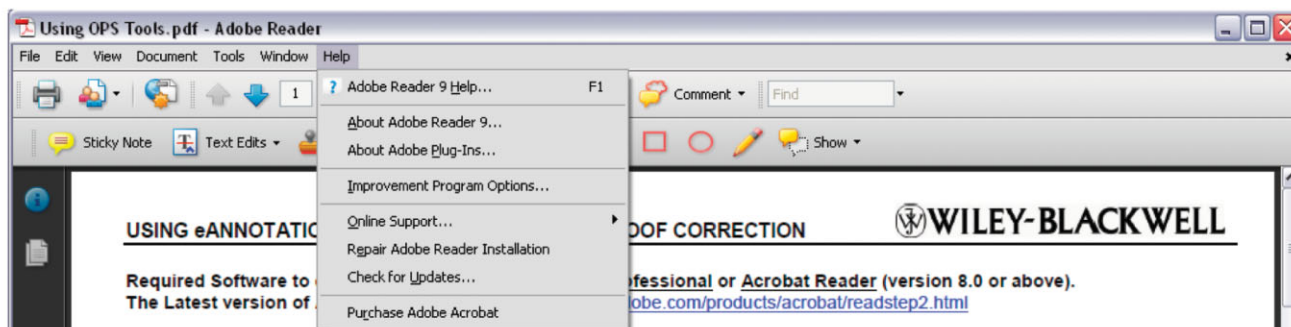 Using OPS Tools.pdf - Adobe Reader
File Edit View Document Tools Window Help
1
Comment
Find
Sticky Note
Text Edits
Show
? Adobe Reader 9 Help... F1
About Adobe Reader 9...
About Adobe Plug-Ins...
Improvement Program Options...
Online Support...
Repair Adobe Reader Installation
Check for Updates...
Purchase Adobe Acrobat
USING eANNOTATIO
OOF CORRECTION
WILEY-BLACKWELL
Required Software to
fessional or Acrobat Reader (version 8.0 or above).
The Latest version of
obe.com/products/acrobat/readstep2.html